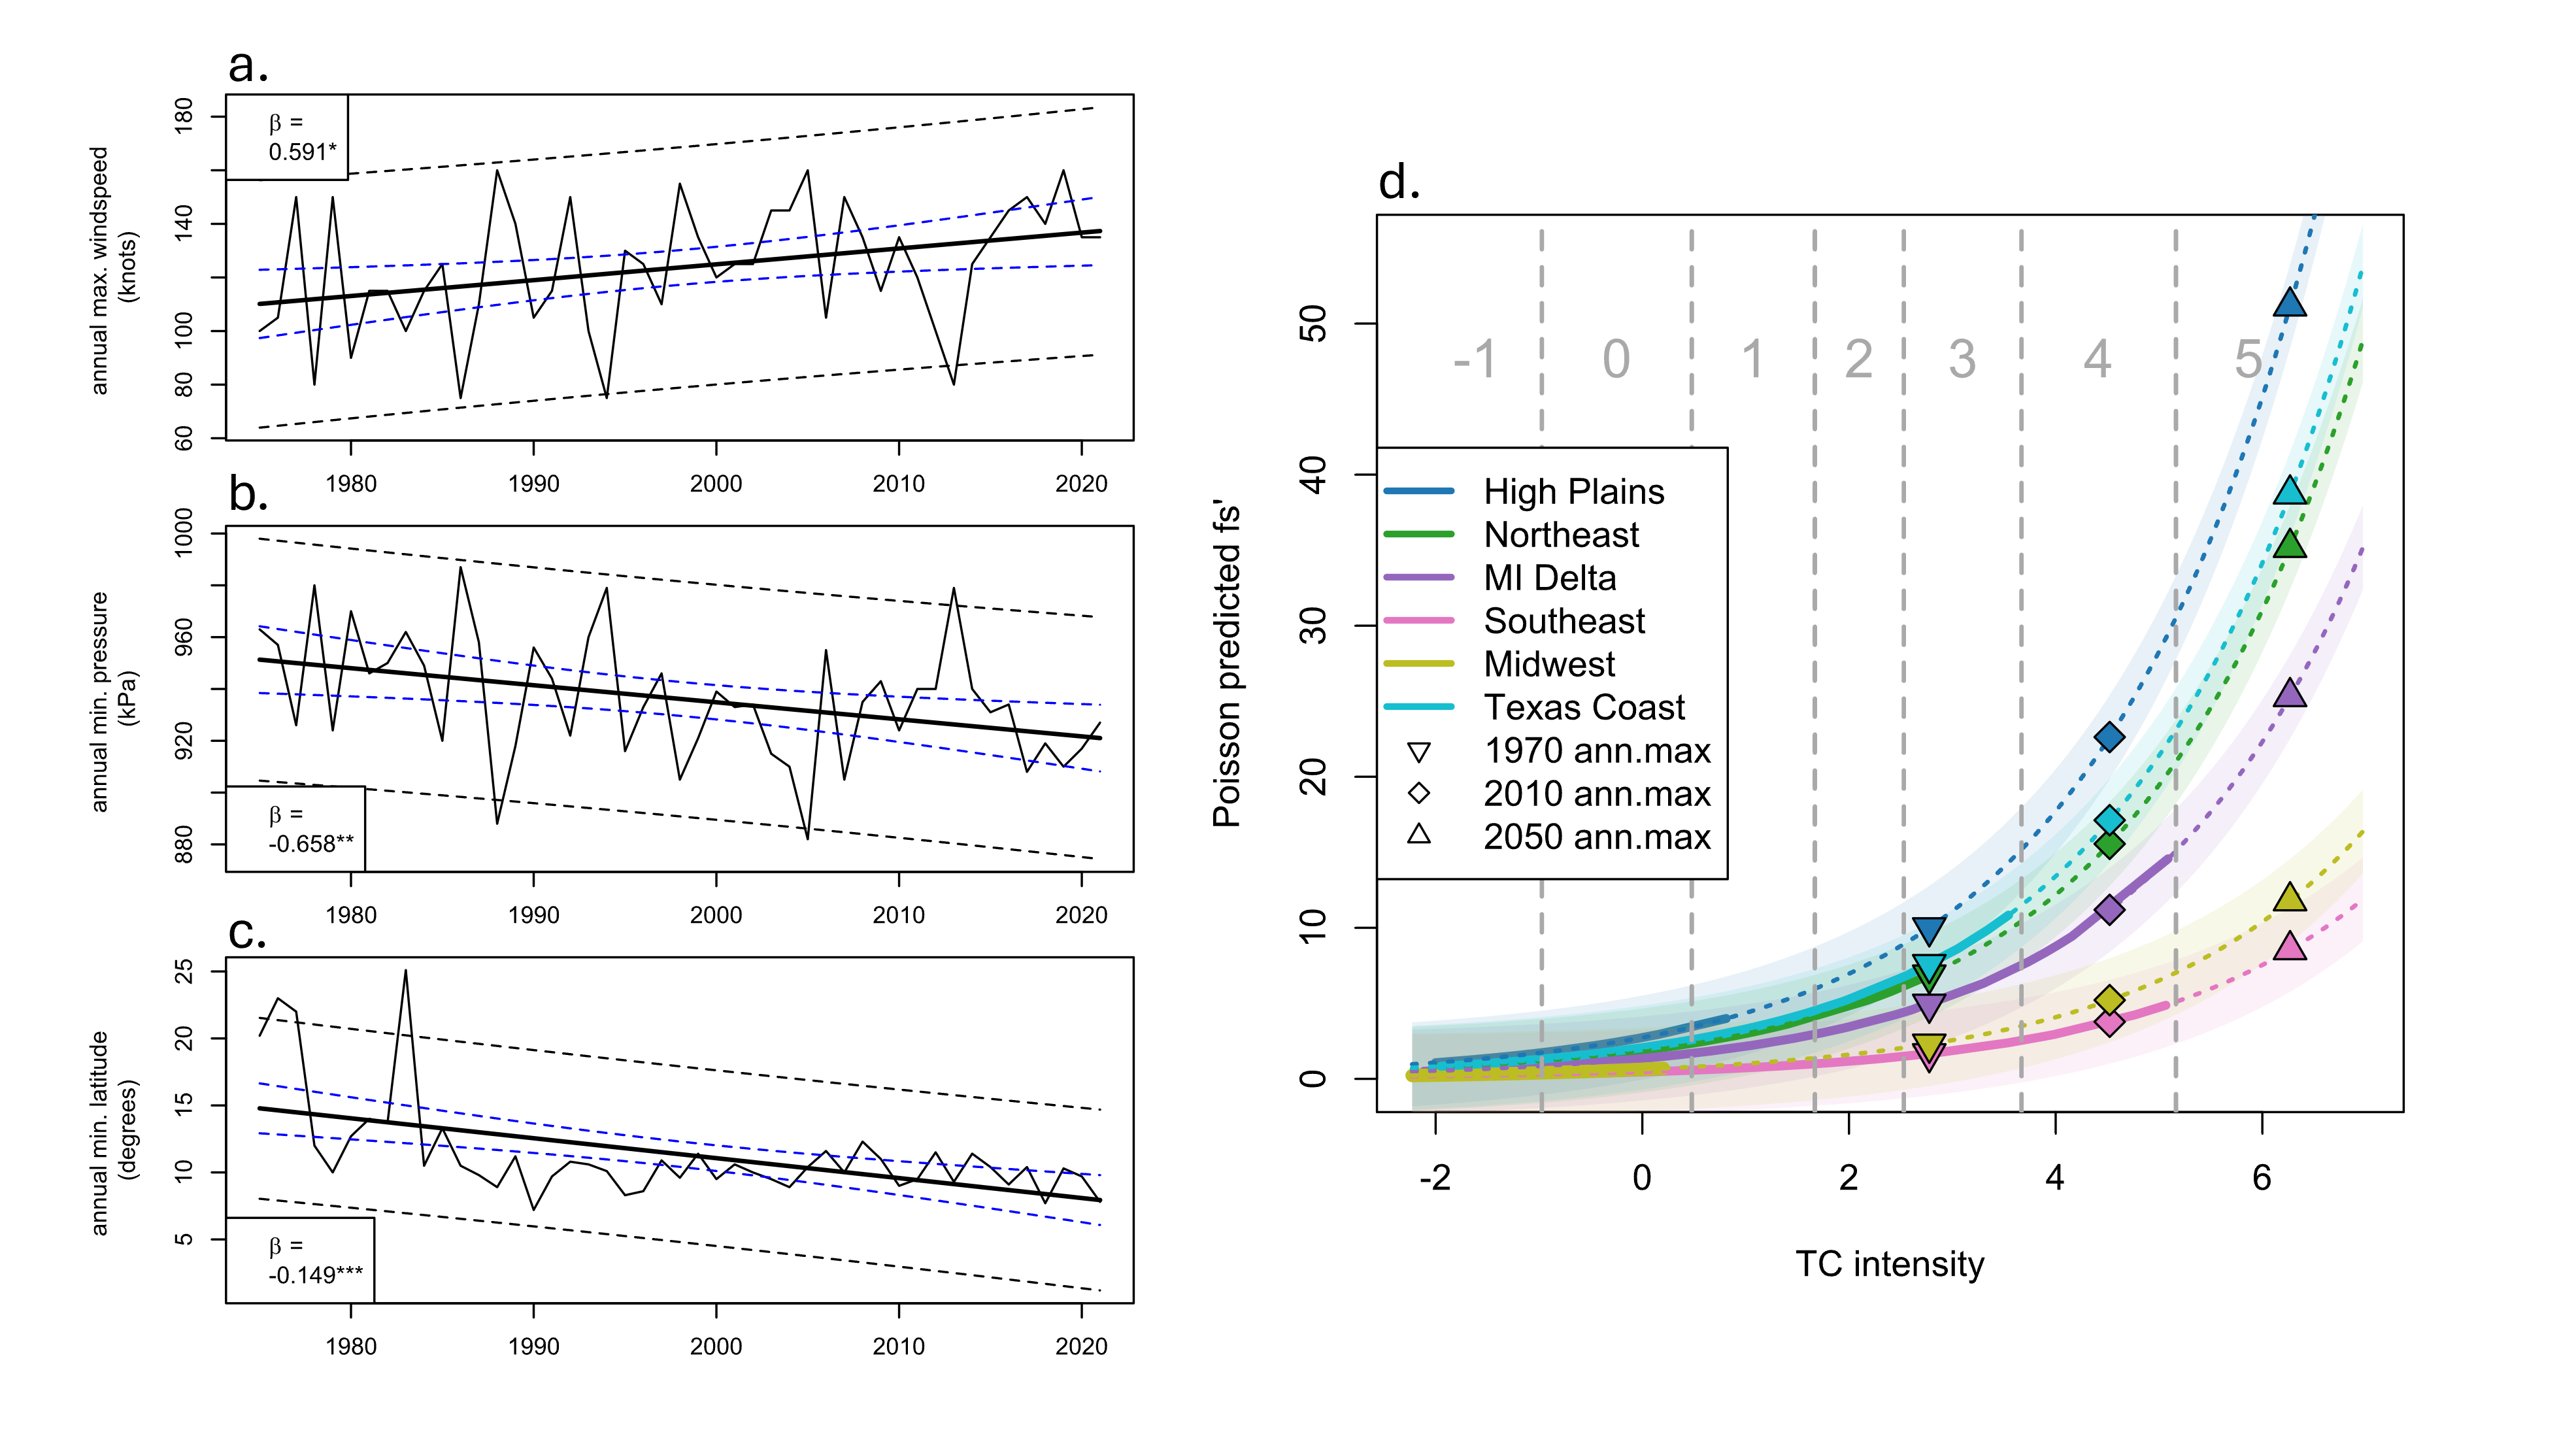 a.
β =
0.591*
annual max. windspeed
(knots)
180
140
100
80
60
1980 1990 2000 2010 2020
b.
annual min. pressure
(kPa)
1000
960
920
880
β =
-0.658**
1980 1990 2000 2010 2020
c.
annual min. latitude
(degrees)
25
20
15
10
5
β =
-0.149***
1980 1990 2000 2010 2020
d.
Poisson predicted fs'
50
40
30
20
10
0
-1 0 1 2 3 4 5
High Plains
Northeast
MI Delta
Southeast
Midwest
Texas Coast
1970 ann.max
2010 ann.max
2050 ann.max
-2 0 2 4 6
TC intensity